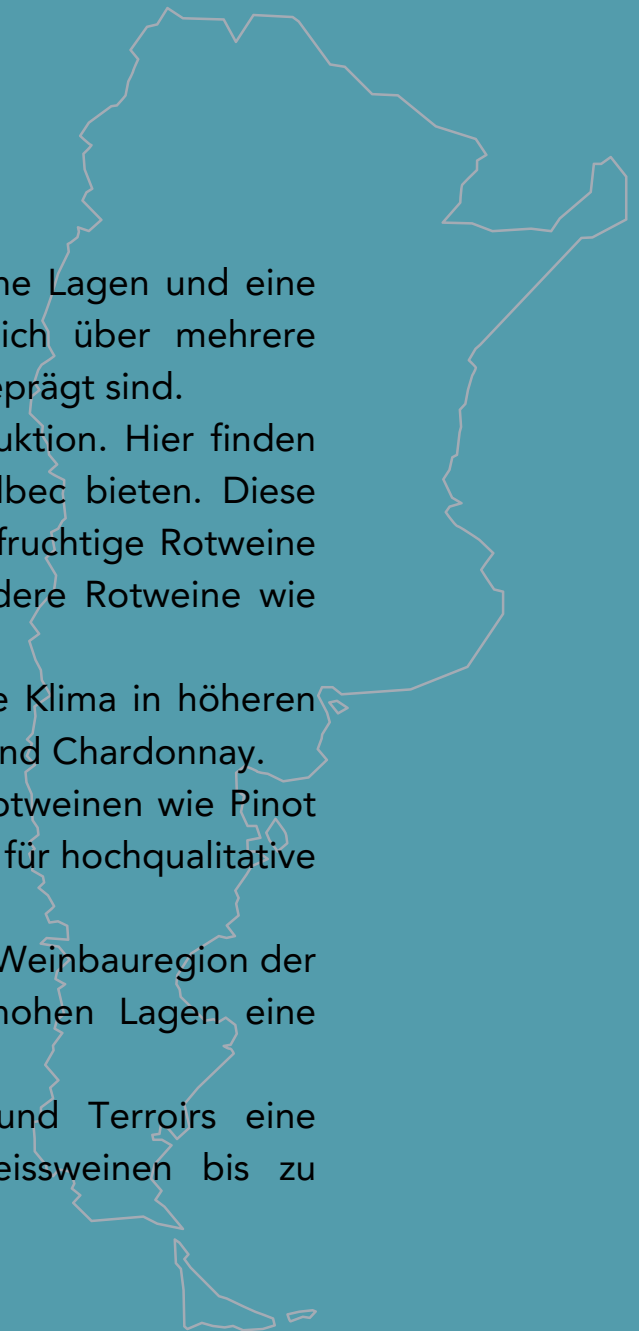 ne Lagen und eine
ich über mehrere
eprägt sind.
uktion. Hier finden
lbec bieten. Diese
fruchtige Rotweine
dere Rotweine wie
e Klima in höheren
nd Chardonnay.
otweinen wie Pinot
für hochqualitative
Weinbauregion der
hohen Lagen eine
und Terroirs eine
eissweinen bis zu